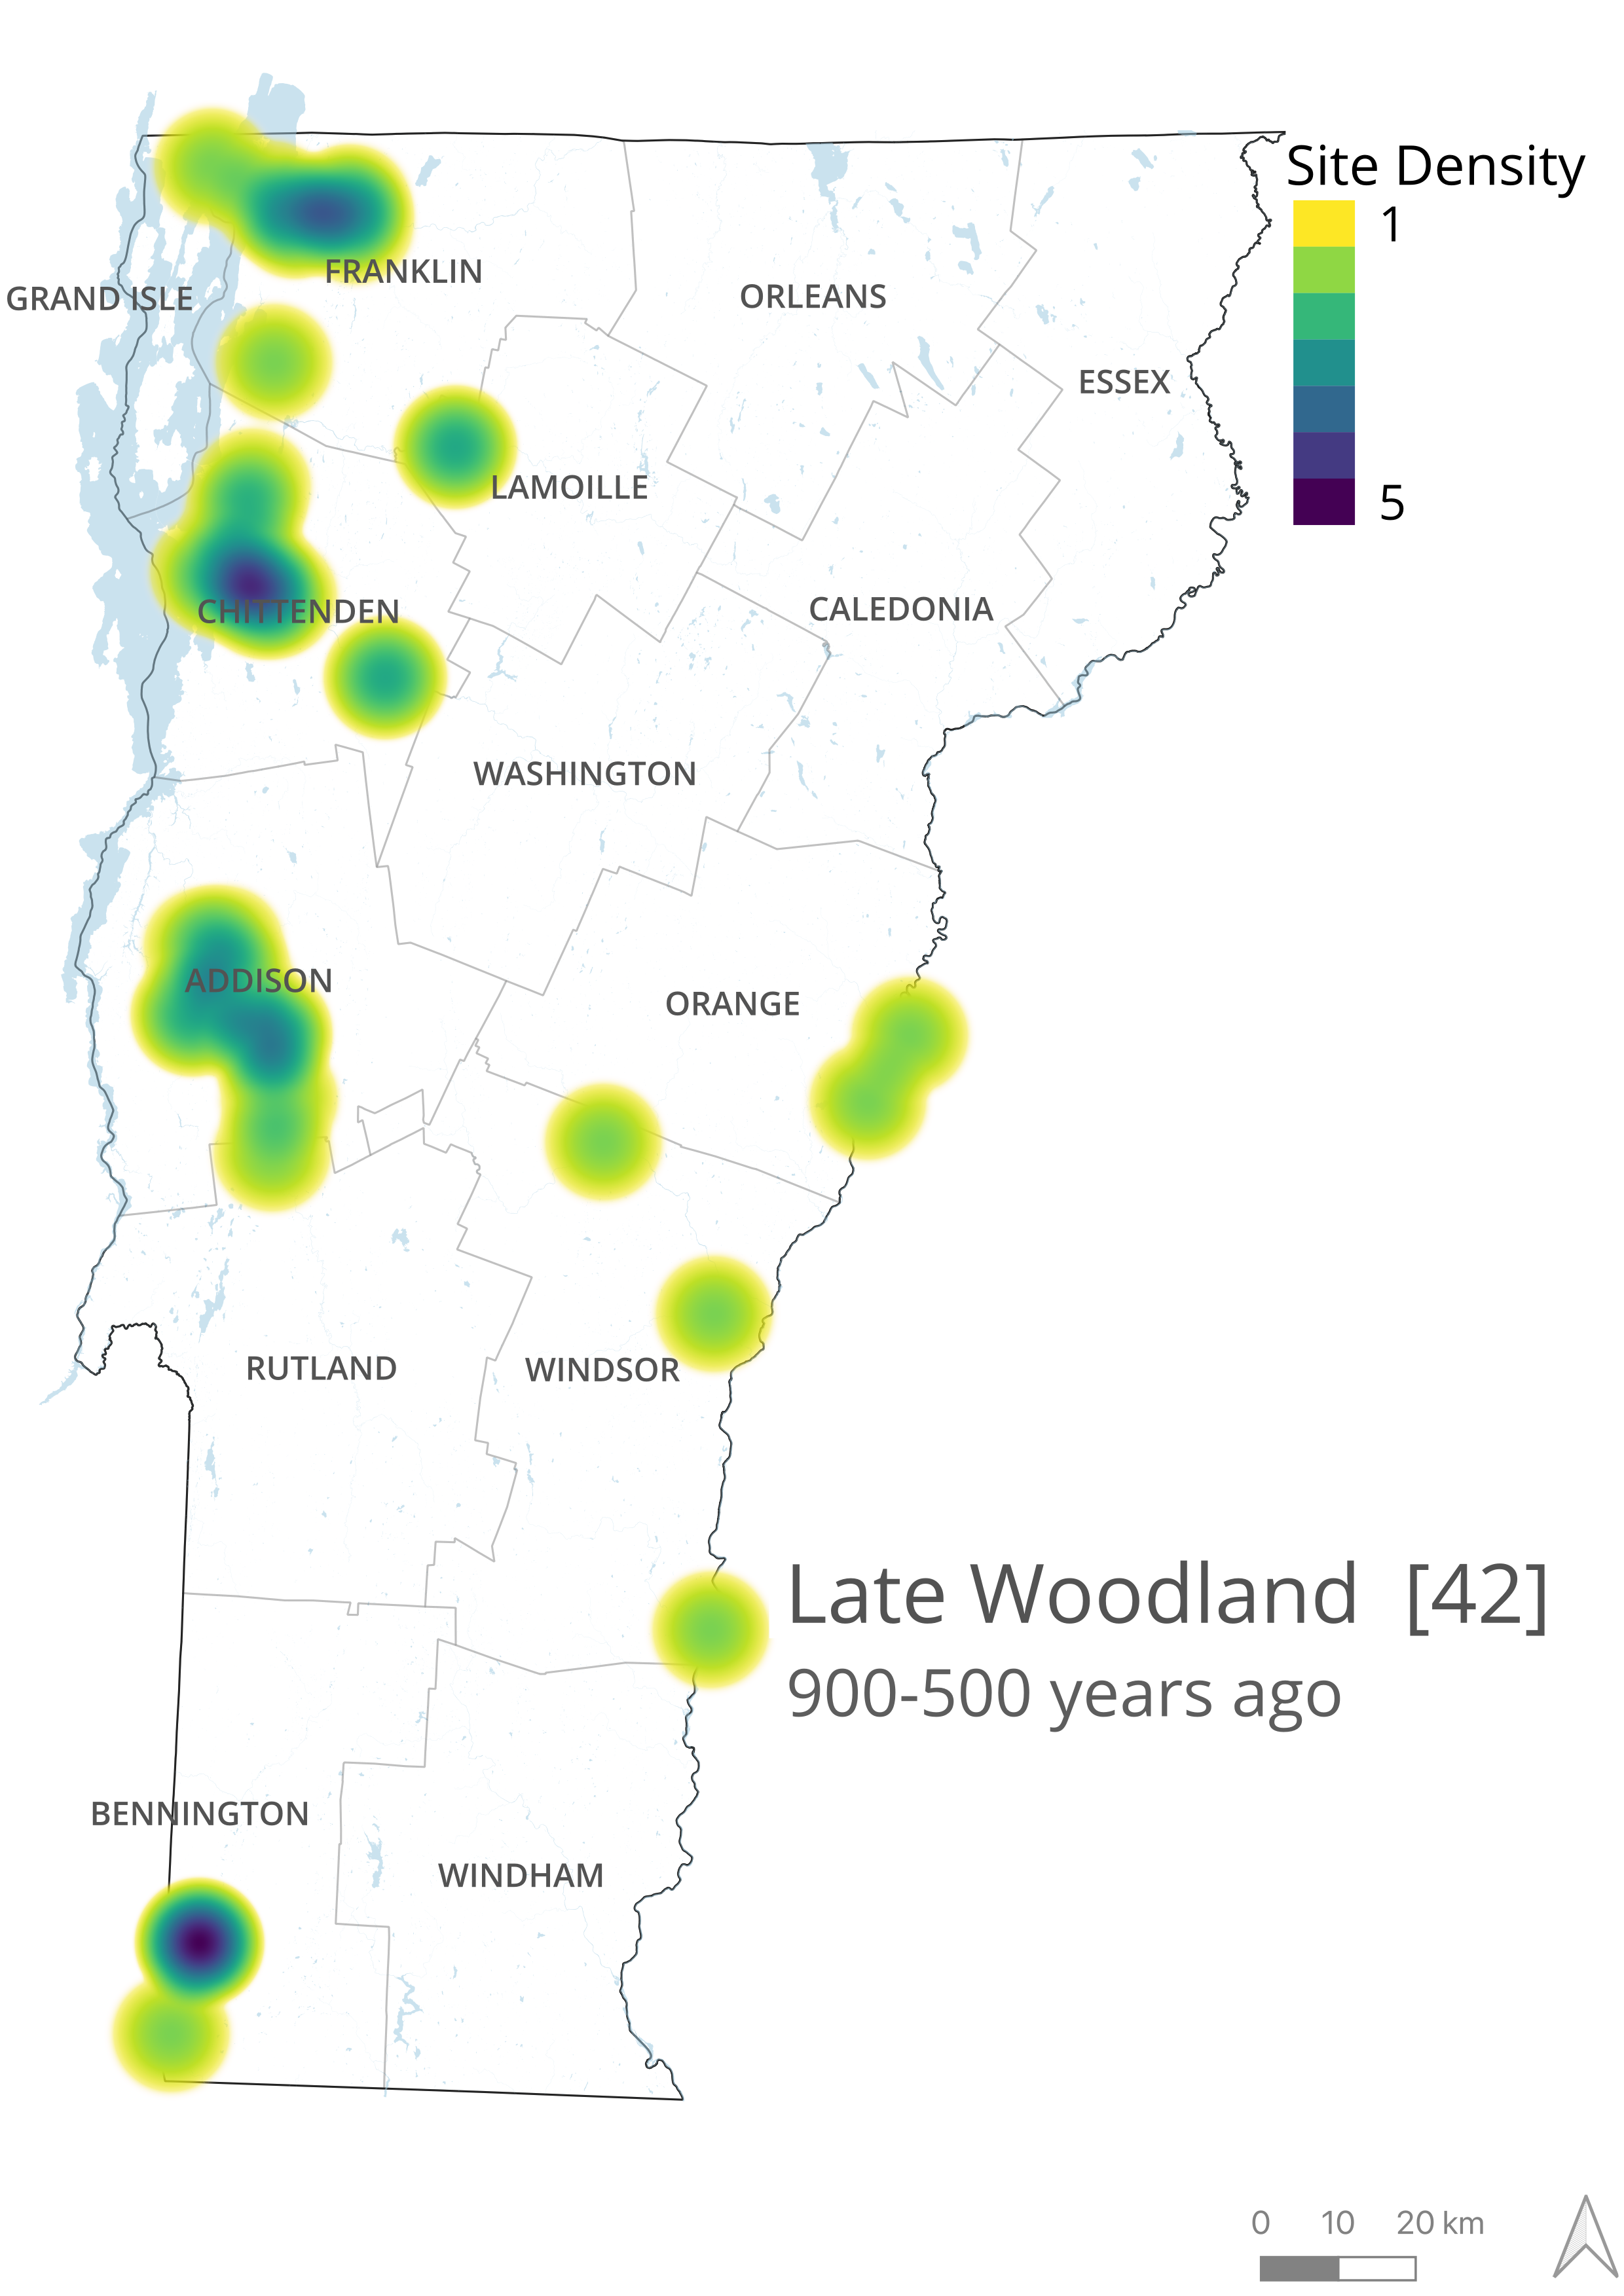 Site Density
1
5
FRANKLIN
GRAND ISLE
ORLEANS
ESSEX
LAMOILLE
CHITTENDEN
CALEDONIA
WASHINGTON
ADDISON
ORANGE
RUTLAND
WINDSOR
Late Woodland [42]
900-500 years ago
BENNINGTON
WINDHAM
0 10 20 km